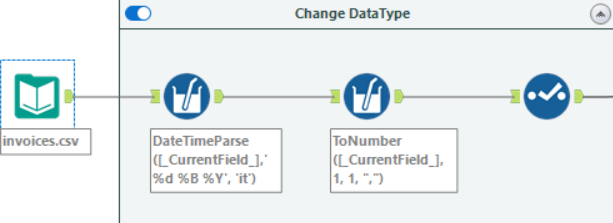 Change DataType
invoices.csv
DateTimeParse
([_CurrentField_],'
%d %B %Y', 'it')
ToNumber
([_CurrentField_],
1, 1, ",")